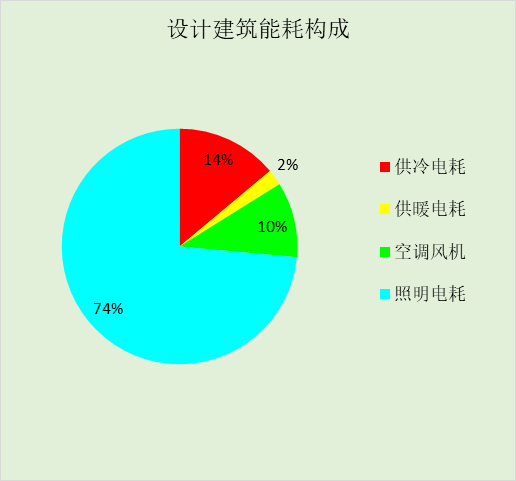 设计建筑能耗构成
14%
2%
10%
74%
供冷电耗
供暖电耗
空调风机
照明电耗